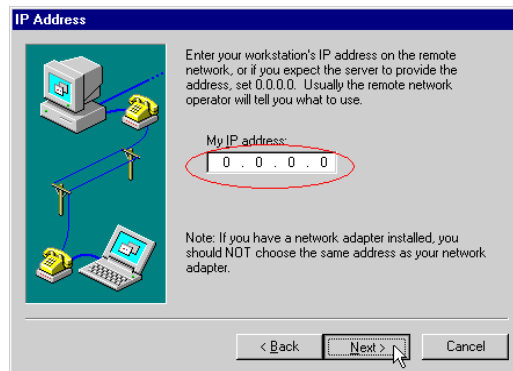 IP Address
Enter your workstation's IP address on the remote
network, or if you expect the server to provide the
address, set 0.0.0.0. Usually the remote network
operator will tell you what to use.
My IP address:
0 . 0 . 0 . 0
Note: If you have a network adapter installed, you
should NOT choose the same address as your network
adapter.
< Back
Next >
Cancel